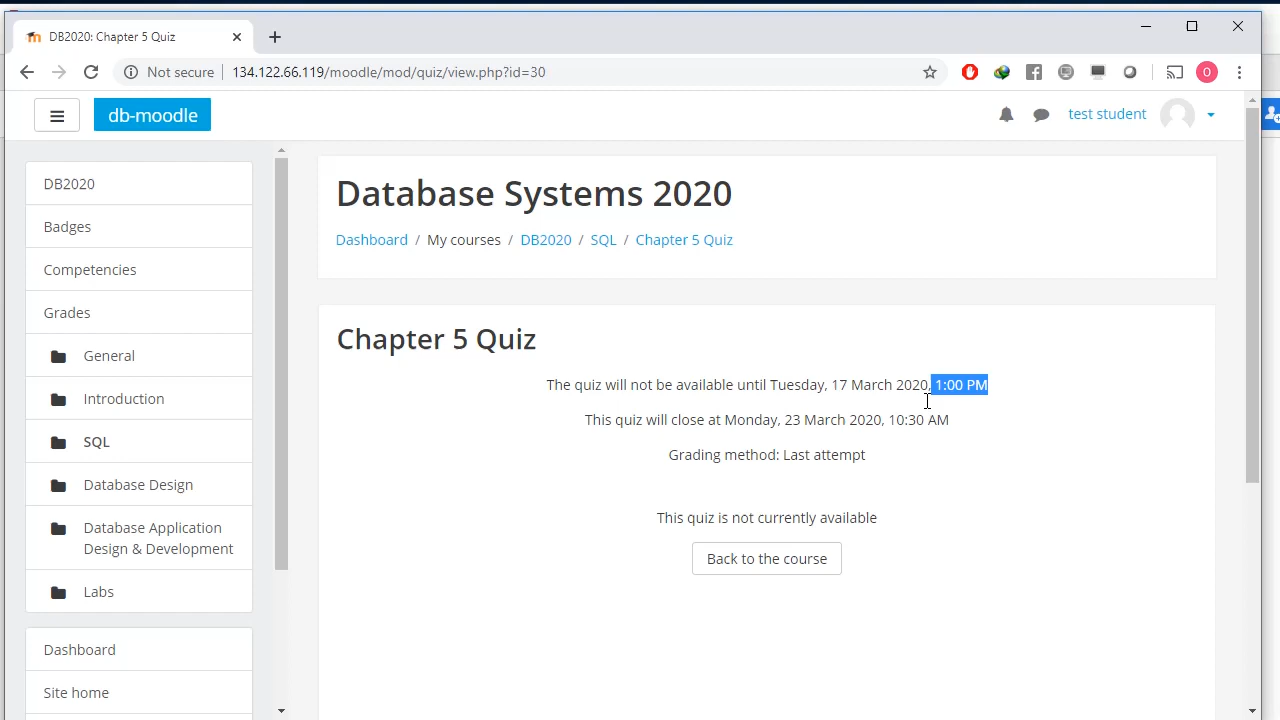 DB2020: Chapter 5 Quiz
Not secure 134.122.66.119/moodle/mod/quiz/view.php?id=30
O
db-moodle
test student
DB2020
Badges
Competencies
Grades
General
Introduction
SQL
Database Design
Database Application
Design & Development
Labs
Dashboard
Site home
Database Systems 2020
Dashboard / My courses / DB2020 / SQL / Chapter 5 Quiz
Chapter 5 Quiz
The quiz will not be available until Tuesday, 17 March 2020, 1:00 PM
This quiz will close at Monday, 23 March 2020, 10:30 AM
Grading method: Last attempt
This quiz is not currently available
Back to the course